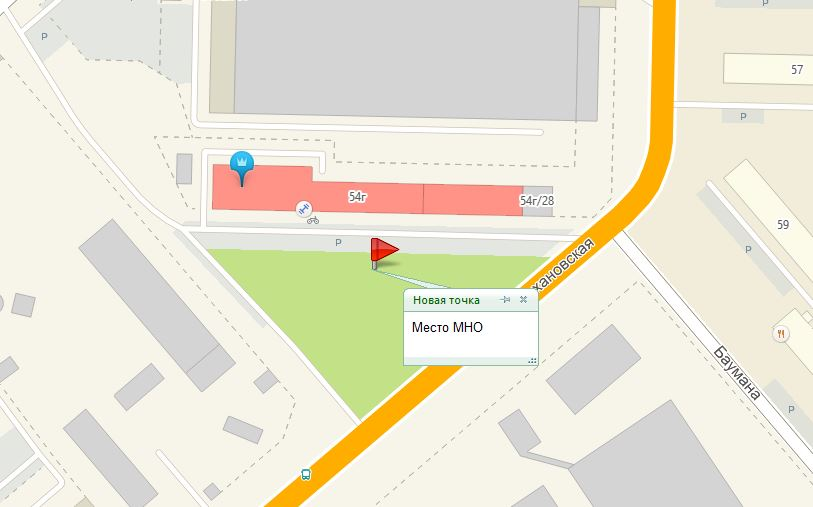 P
P
57
P
54г
54г/28
59
P
P
хановская
Новая точка
Место МНО
Баумана
P
P